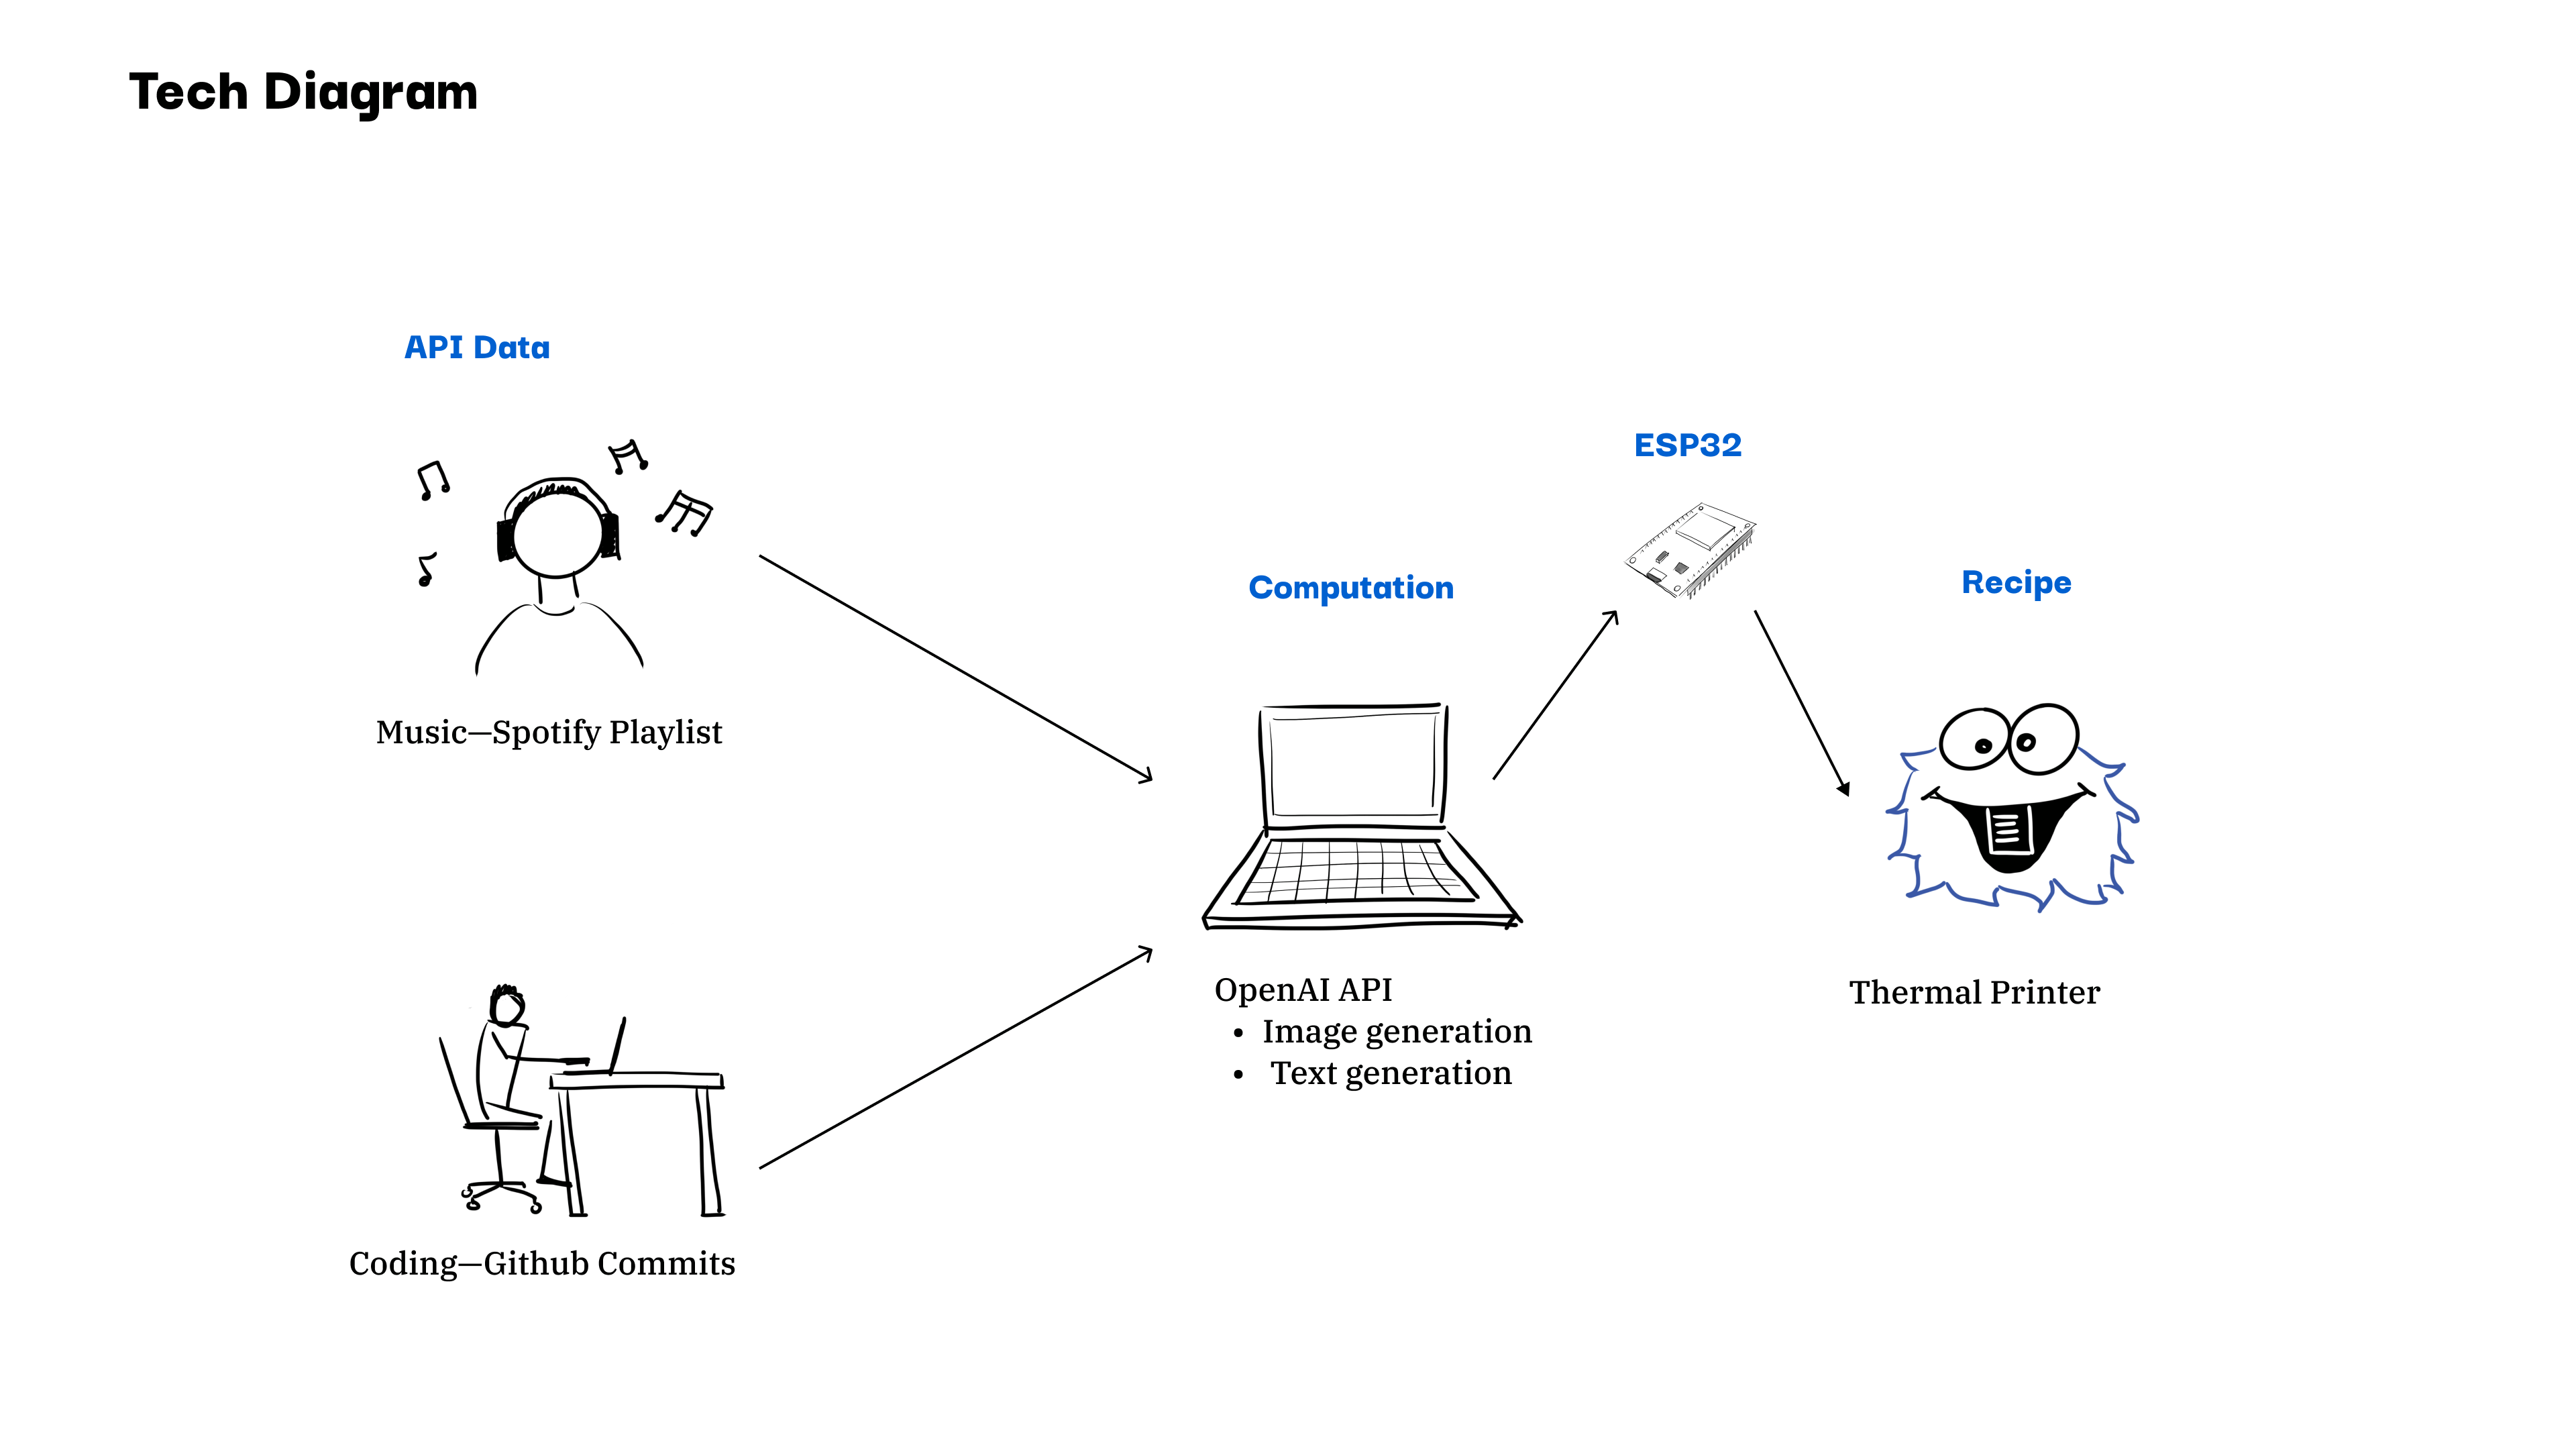 Tech Diagram
API Data
Music—Spotify Playlist
Coding—Github Commits
Computation
OpenAI API
• Image generation
• Text generation
ESP32
Recipe
Thermal Printer